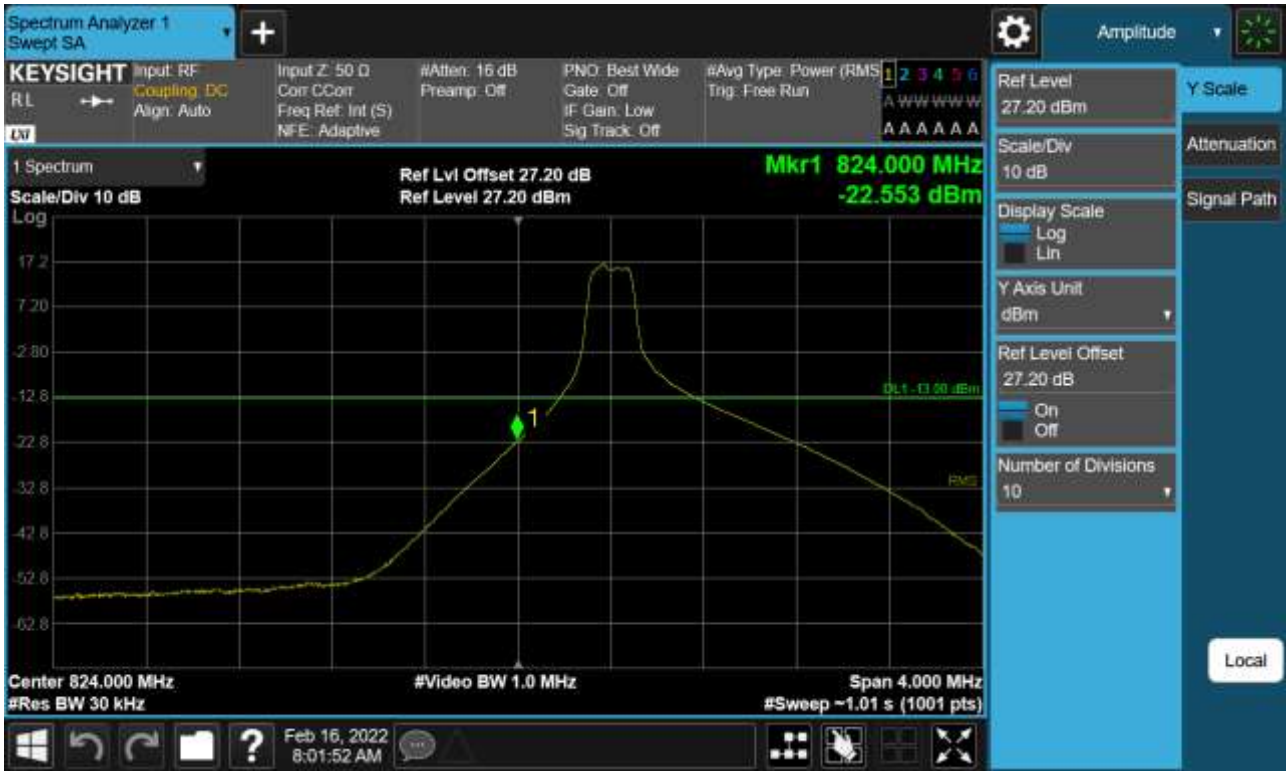 Spectrum Analyzer 1
Swept SA
+
Amplitude
KEYSIGHT
RL
LXI
Input: RF
Coupling: DC
Align: Auto
Input Z: 50 Ω
Corr CCorr
Freq Ref: Int (S)
NFE: Adaptive
#Atten: 16 dB
Preamp: Off
PNO: Best Wide
Gate: Off
IF Gain: Low
Sig Track: Off
#Avg Type: Power (RMS
Trig: Free Run
1 2 3 4 5 6
A W W W W W
A A A A A A
1 Spectrum
Scale/Div 10 dB
Ref Lvl Offset 27.20 dB
Ref Level 27.20 dBm
Mkr1 824.000 MHz
-22.553 dBm
Log
17.2
7.20
-2.80
-12.8
-22.8
-32.8
-42.8
-52.8
-62.8
DL1 -13.00 dBm
1
RMS
Center 824.000 MHz
#Res BW 30 kHz
#Video BW 1.0 MHz
Span 4.000 MHz
#Sweep ~1.01 s (1001 pts)
Ref Level
27.20 dBm
Scale/Div
10 dB
Display Scale
Log
Lin
Y Axis Unit
dBm
Ref Level Offset
27.20 dB
On
Off
Number of Divisions
10
Y Scale
Attenuation
Signal Path
Local
?
Feb 16, 2022
8:01:52 AM